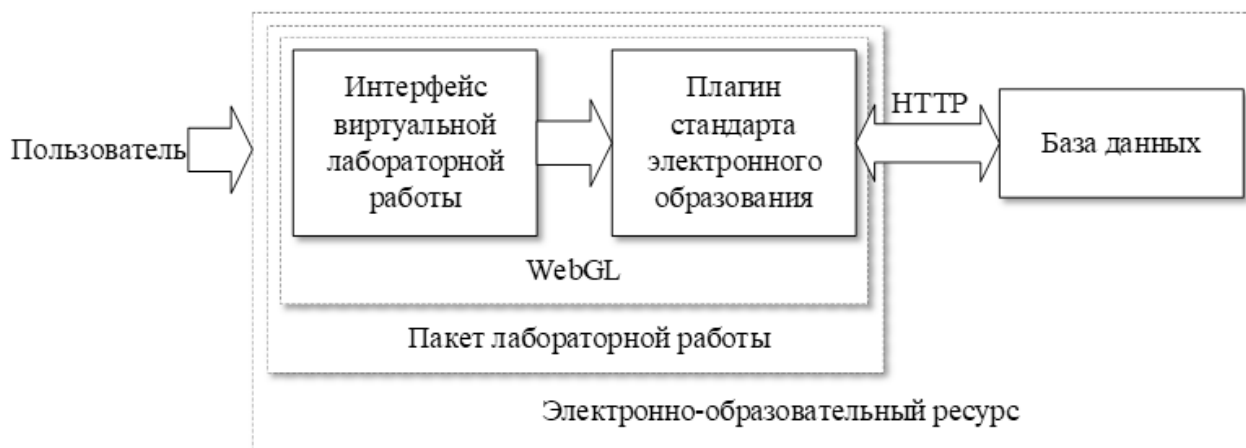 Пользователь
Интерфейс
виртуальной
лабораторной
работы
Плагин
стандарта
электронного
образования
HTTP
База данных
WebGL
Пакет лабораторной работы
Электронно-образовательный ресурс